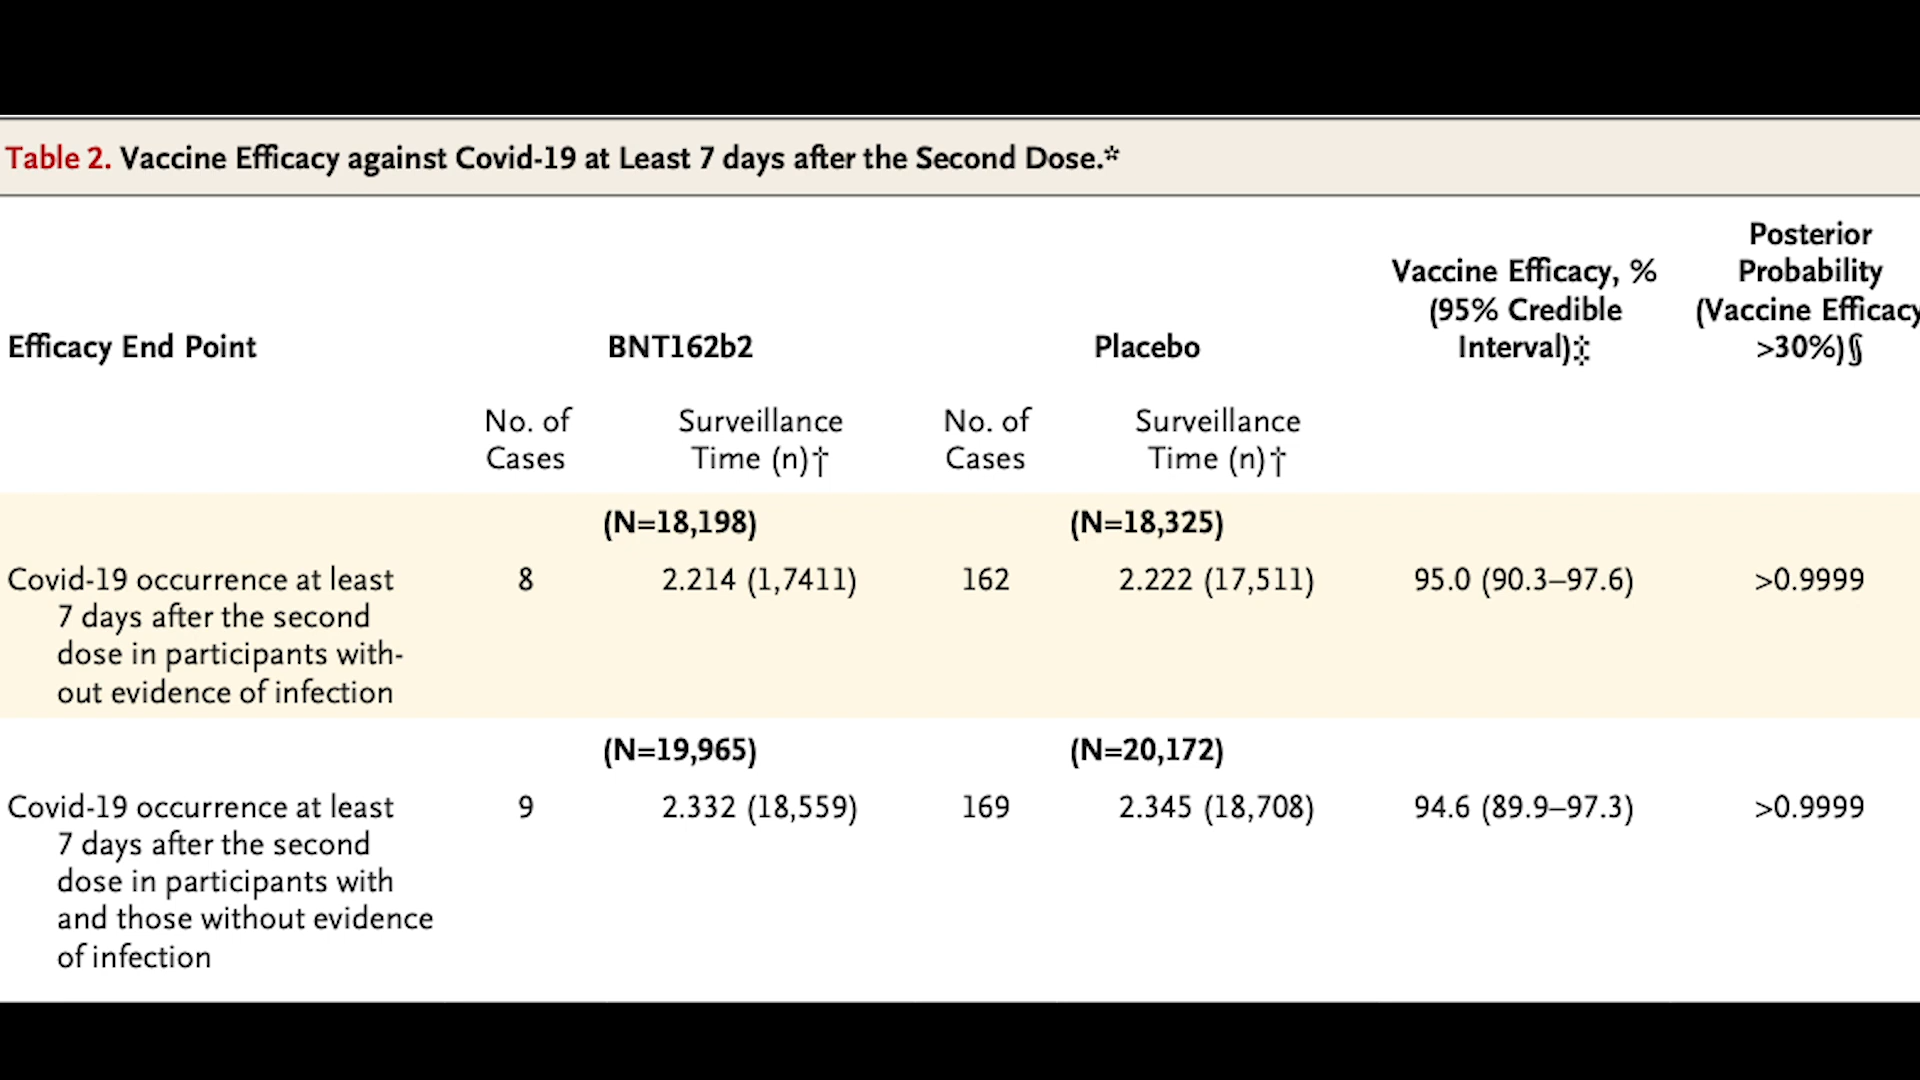 Table 2. Vaccine Efficacy against Covid-19 at Least 7 days after the Second Dose.*
Efficacy End Point BNT162b2 Placebo Vaccine Efficacy, % (95% Credible Interval)‡ Posterior Probability (Vaccine Efficacy >30%)§
No. of Cases Surveillance Time (n)† No. of Cases Surveillance Time (n)†
(N=18,198) (N=18,325)
Covid-19 occurrence at least 8 2.214 (1,7411) 162 2.222 (17,511) 95.0 (90.3–97.6) >0.9999
7 days after the second
dose in participants with-
out evidence of infection
(N=19,965) (N=20,172)
Covid-19 occurrence at least 9 2.332 (18,559) 169 2.345 (18,708) 94.6 (89.9–97.3) >0.9999
7 days after the second
dose in participants with
and those without evidence
of infection